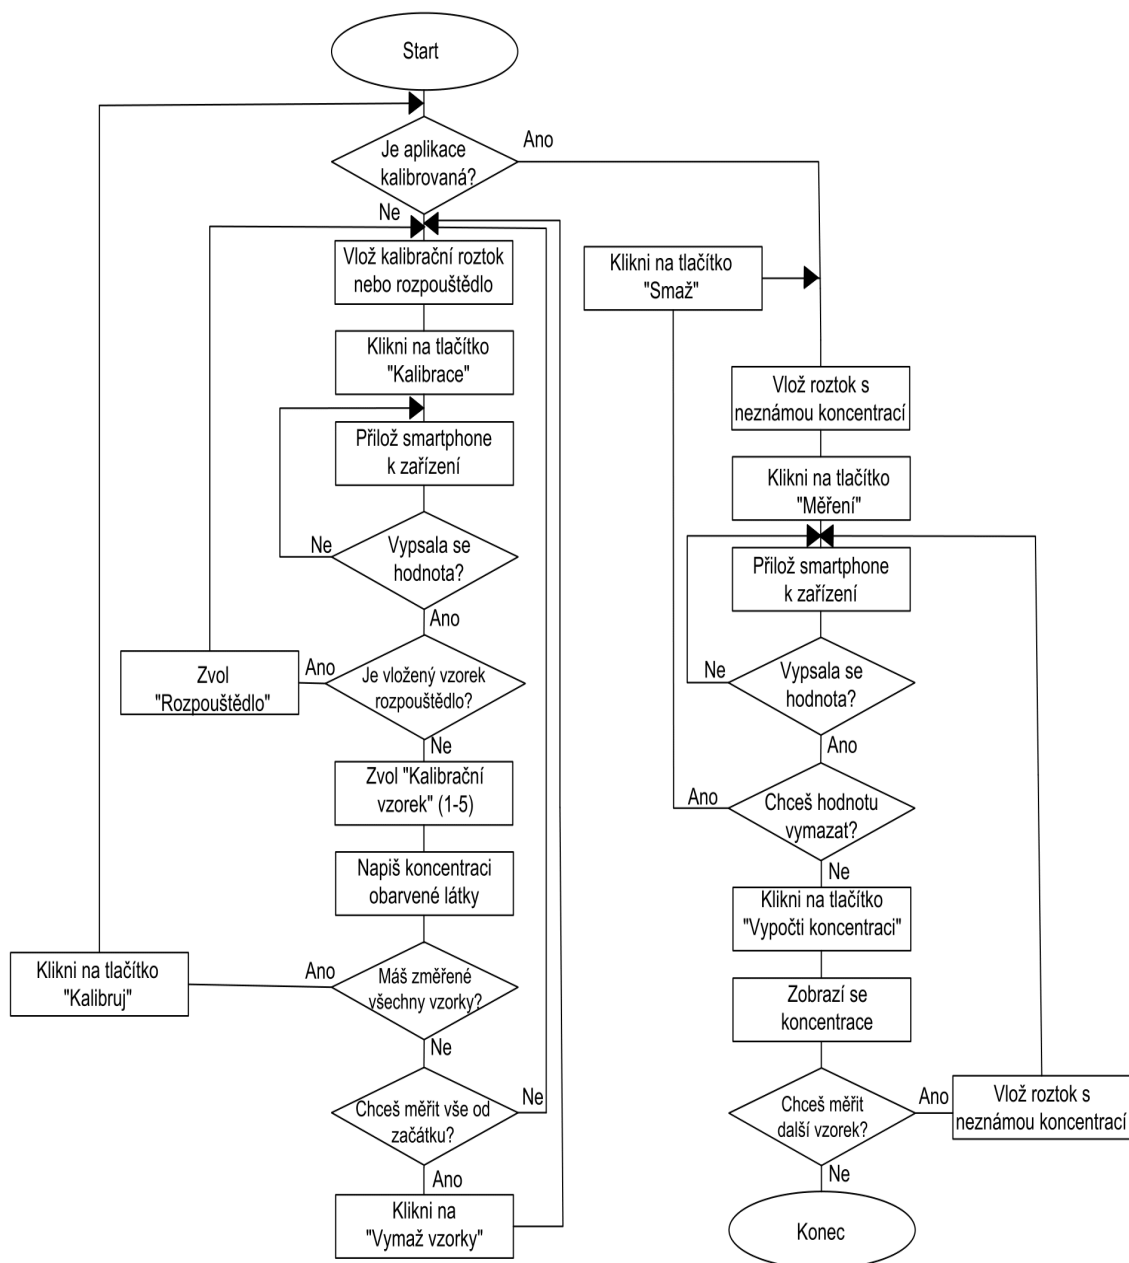 Start
Je aplikace
kalibrovaná?
Ano
Ne
Vlož kalibrační roztok
nebo rozpouštědlo
Klikni na tlačítko
"Kalibrace"
Přilož smartphone
k zařízení
Vypsala se
hodnota?
Ne
Ano
Je vložený vzorek
rozpouštědlo?
Ano
Zvol
"Rozpouštědlo"
Ne
Zvol "Kalibrační
vzorek" (1-5)
Napiš koncentraci
obarvené látky
Máš změřené
všechny vzorky?
Ano
Klikni na tlačítko
"Kalibruj"
Ne
Chceš měřit vše od
začátku?
Ne
Ano
Klikni na
"Vymaž vzorky"
Klikni na tlačítko
"Smaž"
Vlož roztok s
neznámou koncentrací
Klikni na tlačítko
"Měření"
Přilož smartphone
k zařízení
Vypsala se
hodnota?
Ne
Ano
Chceš hodnotu
vymazat?
Ano
Ne
Klikni na tlačítko
"Vypočti koncentraci"
Zobrazí se
koncentrace
Chceš měřit
další vzorek?
Ano
Vlož roztok s
neznámou koncentrací
Ne
Konec